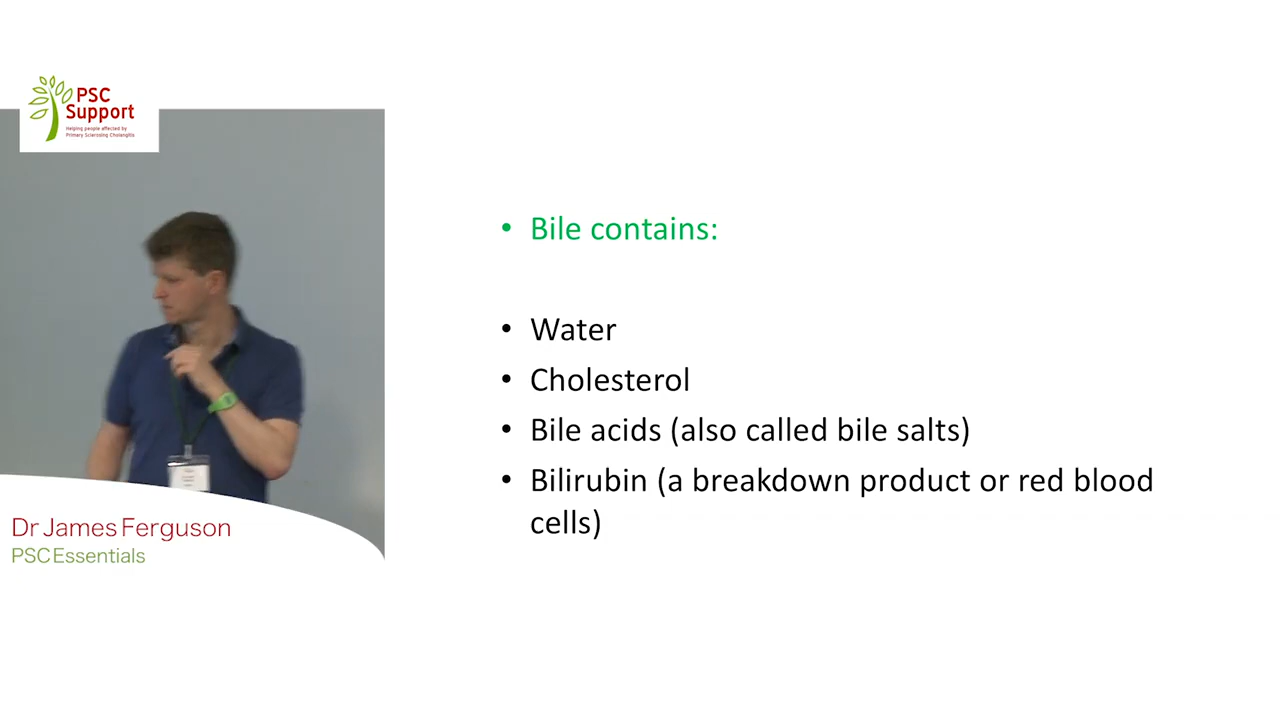 PSC
Support
Helping people affected by
Primary Sclerosing Cholangitis
• Bile contains:
• Water
• Cholesterol
• Bile acids (also called bile salts)
• Bilirubin (a breakdown product or red blood
cells)
Dr James Ferguson
PSC Essentials